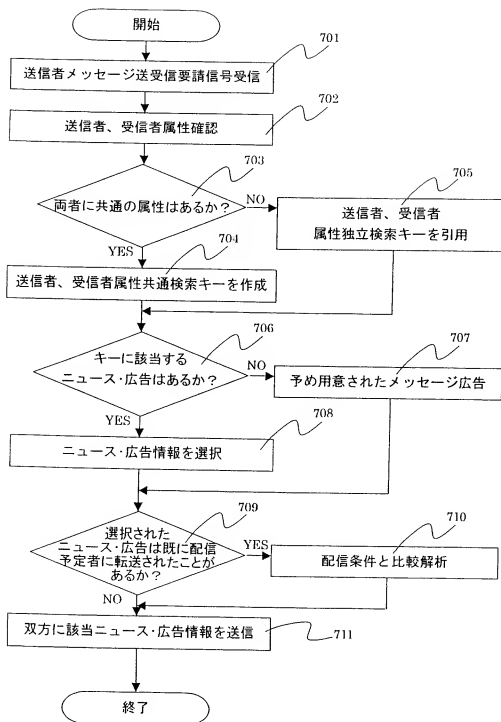 開始
701
送信者メッセージ送受信要請信号受信
702
送信者、受信者属性確認
703
両者に共通の属性はあるか？
NO
705
送信者、受信者
属性独立検索キーを引用
YES
704
送信者、受信者属性共通検索キーを作成
706
キーに該当する
ニュース・広告はあるか？
NO
707
予め用意されたメッセージ広告
YES
708
ニュース・広告情報を選択
709
選択された
ニュース・広告は既に配信
予定者に転送されたことが
あるか？
YES
710
配信条件と比較解析
NO
双方に該当ニュース・広告情報を送信
711
終了